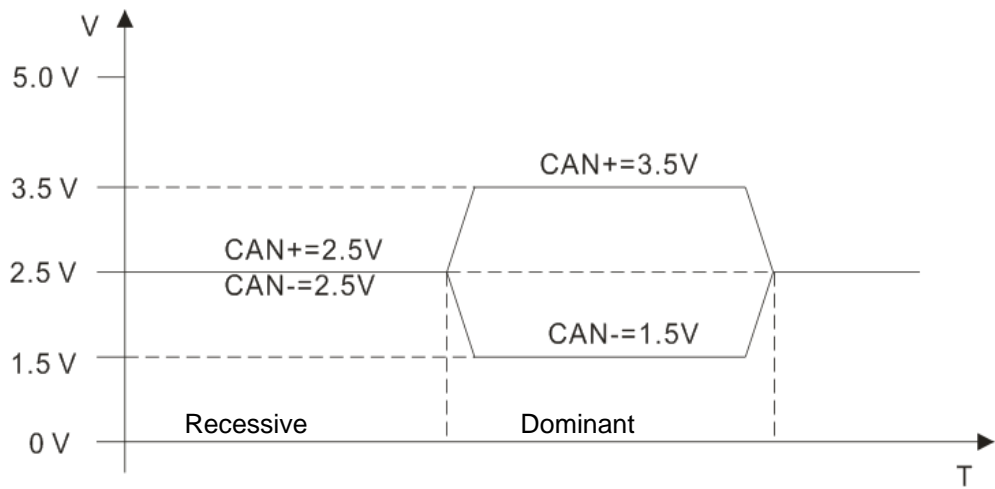 V
5.0 V
CAN+=3.5V
3.5 V
CAN+=2.5V
2.5 V
CAN-=2.5V
CAN-=1.5V
1.5 V
Recessive Dominant
0 V
T